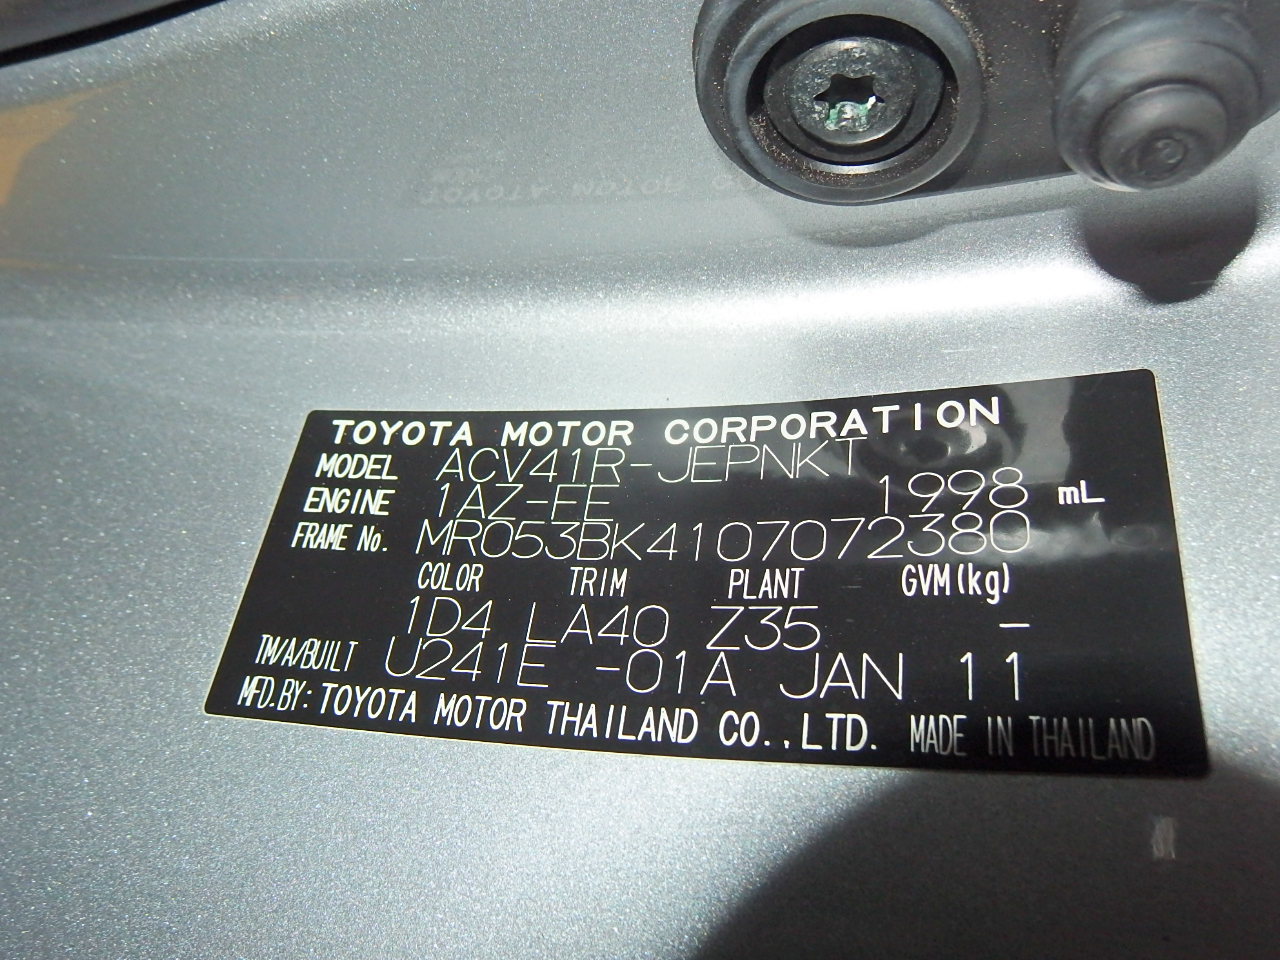 TOYOTA MOTOR CORPORATION
MODEL ACV41R-JEPNKT
ENGINE 1AZ-FE 1998 mL
FRAME No. MR053BK4107072380
COLOR TRIM PLANT GVM(kg)
1D4 LA40 Z35 –
TM/A/BUILT U241E -01A JAN 11
MFD.BY: TOYOTA MOTOR THAILAND CO.,LTD. MADE IN THAILAND